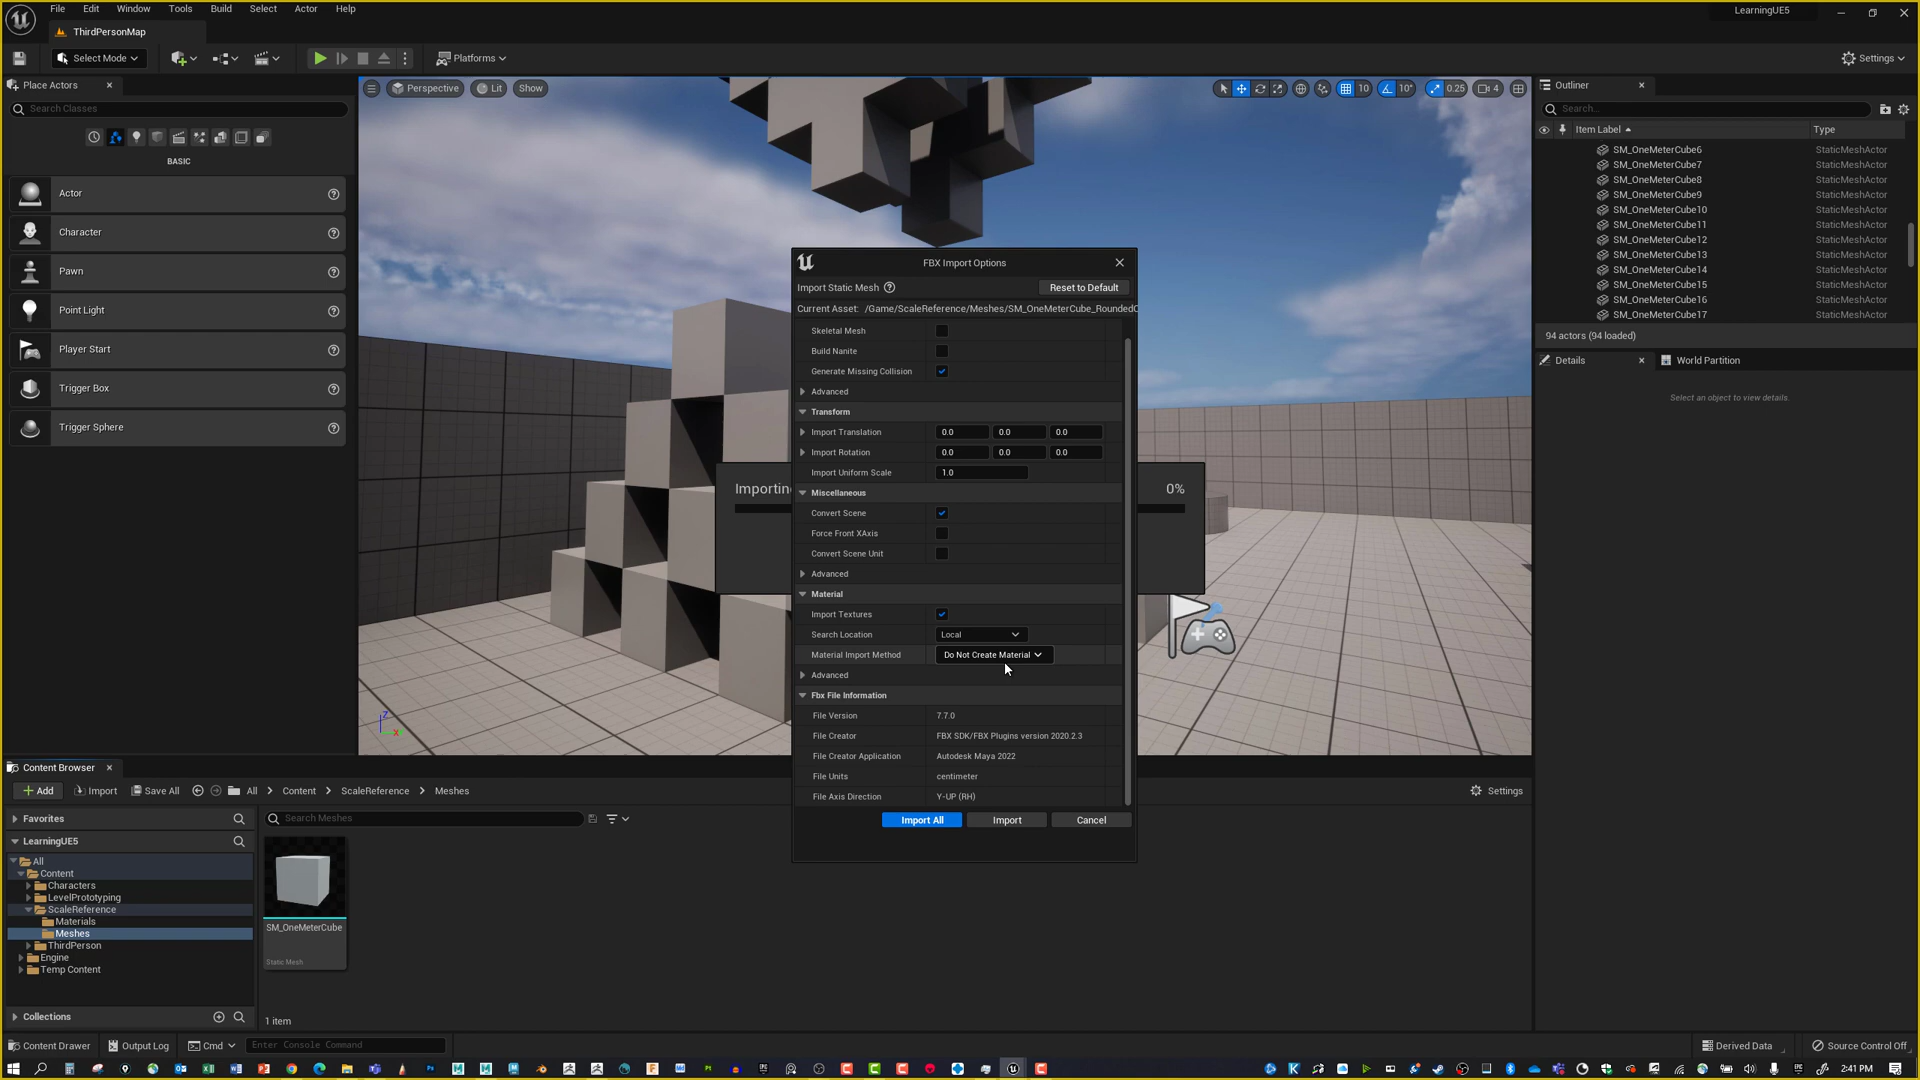 File Edit Window Tools Build Select Actor Help
LearningUE5
ThirdPersonMap
Select Mode
Platforms
Settings
Place Actors
Search Classes
BASIC
Actor
Character
Pawn
Point Light
Player Start
Trigger Box
Trigger Sphere
Perspective Lit Show
10 10° 0.25 4
Z
X
Importin
0%
FBX Import Options
Import Static Mesh
Reset to Default
Current Asset: /Game/ScaleReference/Meshes/SM_OneMeterCube_Rounded
Skeletal Mesh
Build Nanite
Generate Missing Collision
Advanced
Transform
Import Translation 0.0 0.0 0.0
Import Rotation 0.0 0.0 0.0
Import Uniform Scale 1.0
Miscellaneous
Convert Scene
Force Front XAxis
Convert Scene Unit
Advanced
Material
Import Textures
Search Location Local
Material Import Method Do Not Create Material
Advanced
Fbx File Information
File Version 7.7.0
File Creator FBX SDK/FBX Plugins version 2020.2.3
File Creator Application Autodesk Maya 2022
File Units centimeter
File Axis Direction Y-UP (RH)
Import All Import Cancel
Outliner
Search...
Item Label Type
SM_OneMeterCube6 StaticMeshActor
SM_OneMeterCube7 StaticMeshActor
SM_OneMeterCube8 StaticMeshActor
SM_OneMeterCube9 StaticMeshActor
SM_OneMeterCube10 StaticMeshActor
SM_OneMeterCube11 StaticMeshActor
SM_OneMeterCube12 StaticMeshActor
SM_OneMeterCube13 StaticMeshActor
SM_OneMeterCube14 StaticMeshActor
SM_OneMeterCube15 StaticMeshActor
SM_OneMeterCube16 StaticMeshActor
SM_OneMeterCube17 StaticMeshActor
94 actors (94 loaded)
Details World Partition
Select an object to view details.
Content Browser
Add Import Save All All Content ScaleReference Meshes
Settings
Favorites
LearningUE5
All
Content
Characters
LevelPrototyping
ScaleReference
Materials
Meshes
ThirdPerson
Engine
Temp Content
Collections
Search Meshes
SM_OneMeterCube
Static Mesh
1 item
Content Drawer Output Log Cmd Enter Console Command
Derived Data Source Control Off
2:41 PM